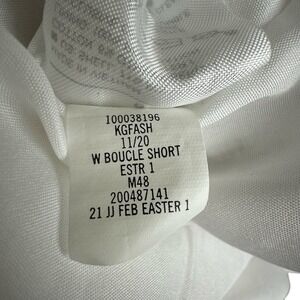 100038196
KGFASH
11/20
W BOUCLE SHORT
ESTR 1
M48
200487141
21 JJ FEB EASTER 1